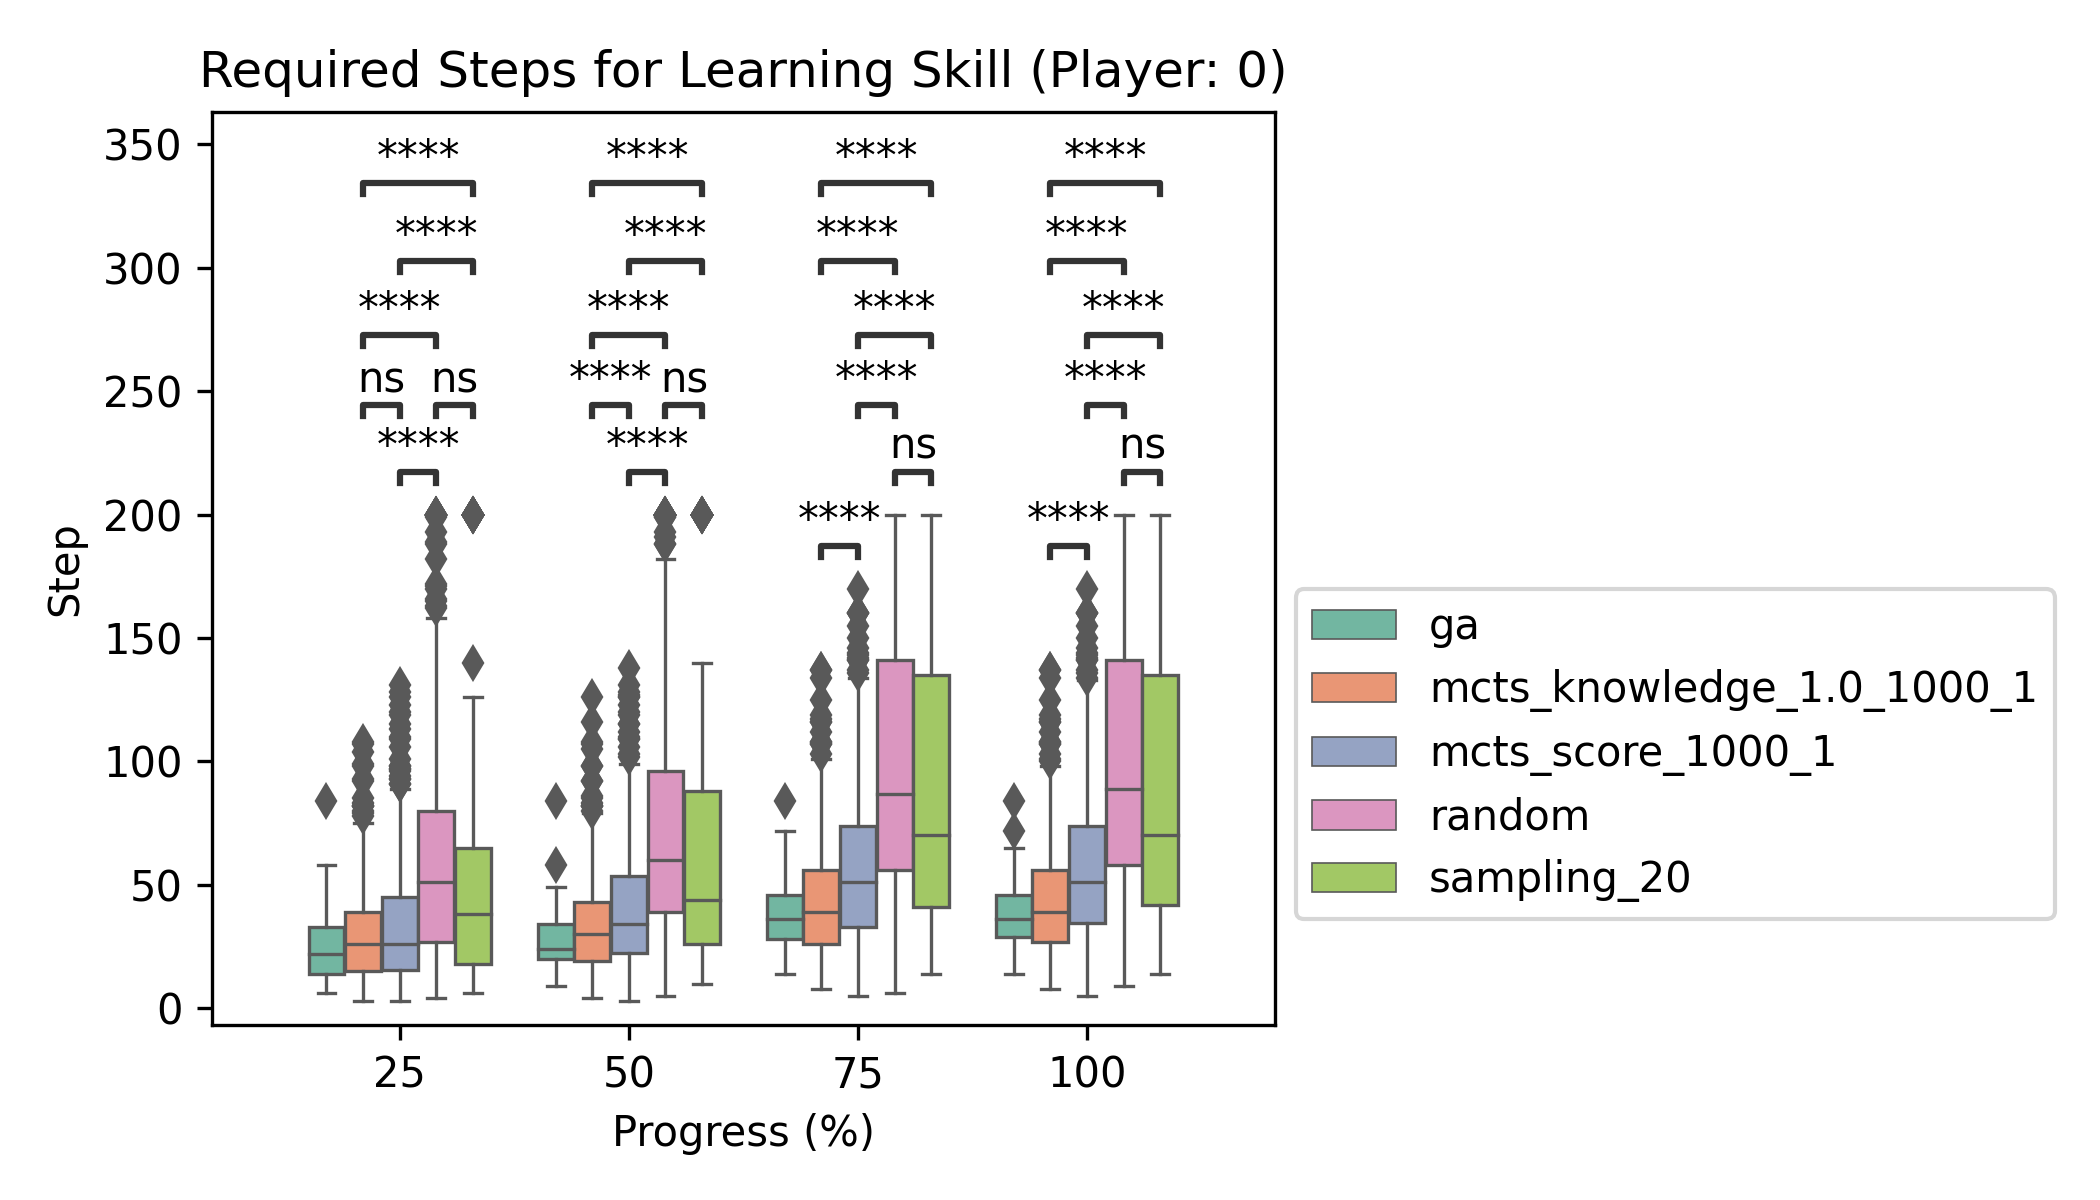 Required Steps for Learning Skill (Player: 0)
350
300
250
200
150
100
50
0
Step
**** **** **** ****
**** **** **** ****
**** **** **** ****
ns ns **** ns **** ****
**** **** ns ns
**** ****
25 50 75 100
Progress (%)
ga
mcts_knowledge_1.0_1000_1
mcts_score_1000_1
random
sampling_20